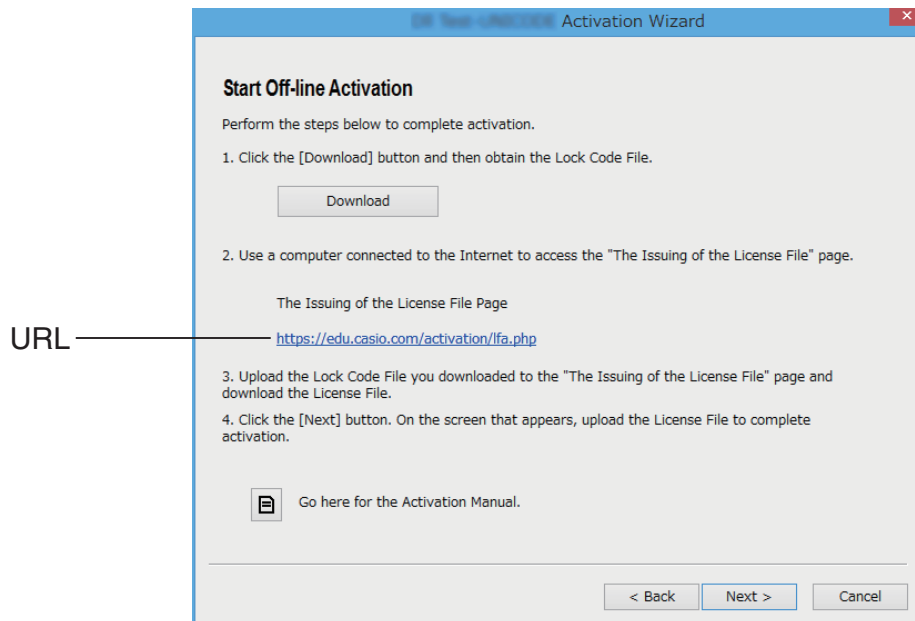 Activation Wizard
Start Off-line Activation
Perform the steps below to complete activation.
1. Click the [Download] button and then obtain the Lock Code File.
Download
2. Use a computer connected to the Internet to access the "The Issuing of the License File" page.
The Issuing of the License File Page
URL
https://edu.casio.com/activation/lfa.php
3. Upload the Lock Code File you downloaded to the "The Issuing of the License File" page and
download the License File.
4. Click the [Next] button. On the screen that appears, upload the License File to complete
activation.
Go here for the Activation Manual.
< Back Next > Cancel